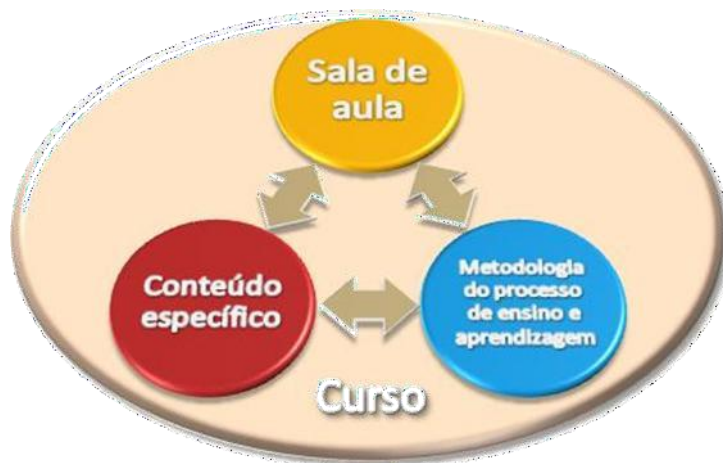 Sala de
aula
Conteúdo
específico
Metodologia
do processo
de ensino e
aprendizagem
Curso